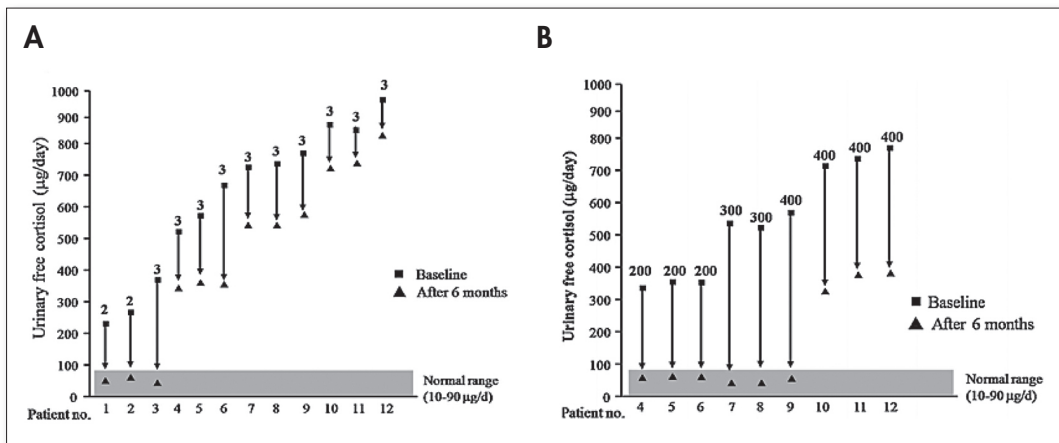 A
Urinary free cortisol (µg/day)
1000
900
800
700
600
500
400
300
200
100
0
2
2
3
3
3
3
3
3
3
3
3
3
Baseline
After 6 months
Normal range
(10-90 µg/d)
Patient no.
1 2 3 4 5 6 7 8 9 10 11 12
B
Urinary free cortisol (µg/day)
1000
900
800
700
600
500
400
300
200
100
0
200
200
200
300
300
400
400
400
400
Baseline
After 6 months
Normal range
(10-90 µg/d)
Patient no.
4 5 6 7 8 9 10 11 12